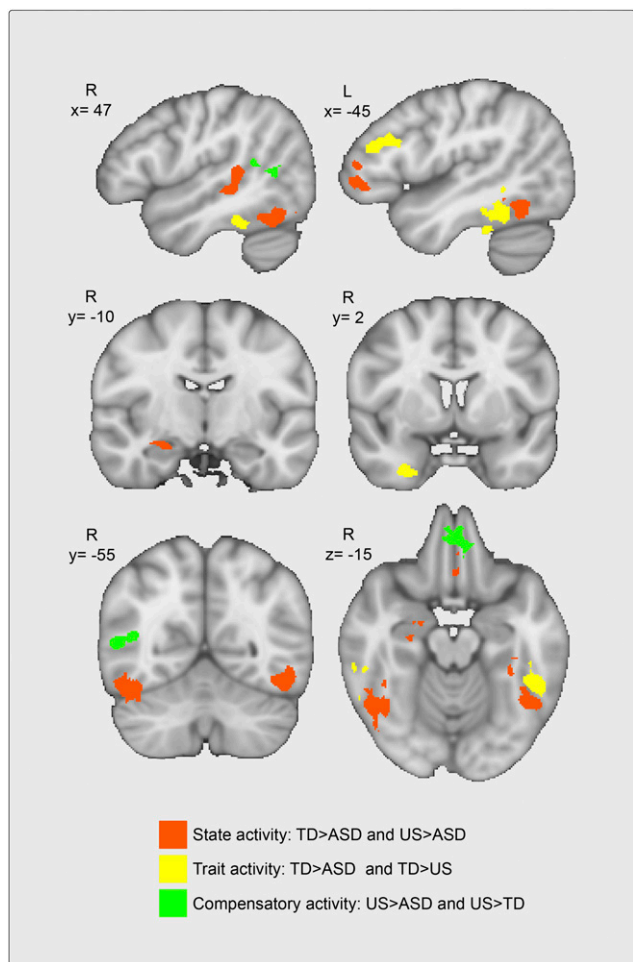 R
x= 47
L
x= -45
R
y= -10
R
y= 2
R
y= -55
R
z= -15
State activity: TD>ASD and US>ASD
Trait activity: TD>ASD and TD>US
Compensatory activity: US>ASD and US>TD